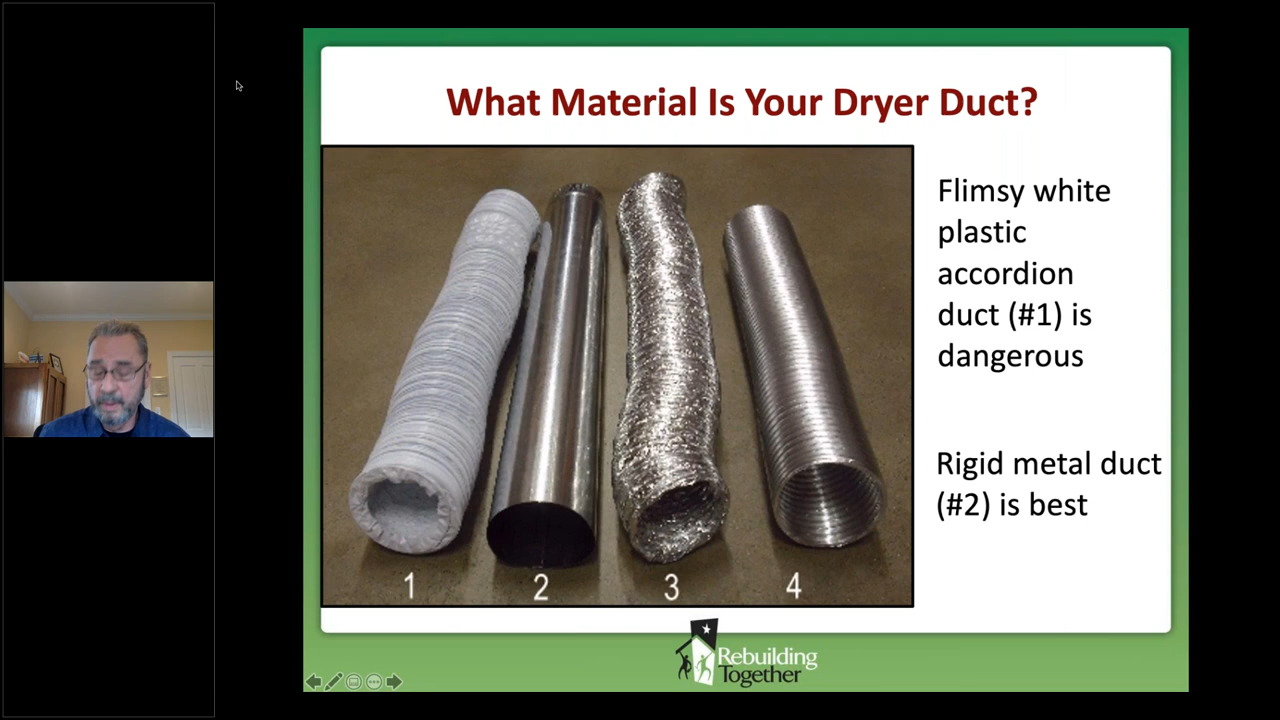 What Material Is Your Dryer Duct?
Flimsy white
plastic
accordion
duct (#1) is
dangerous
Rigid metal duct
(#2) is best
1 2 3 4
Rebuilding
Together